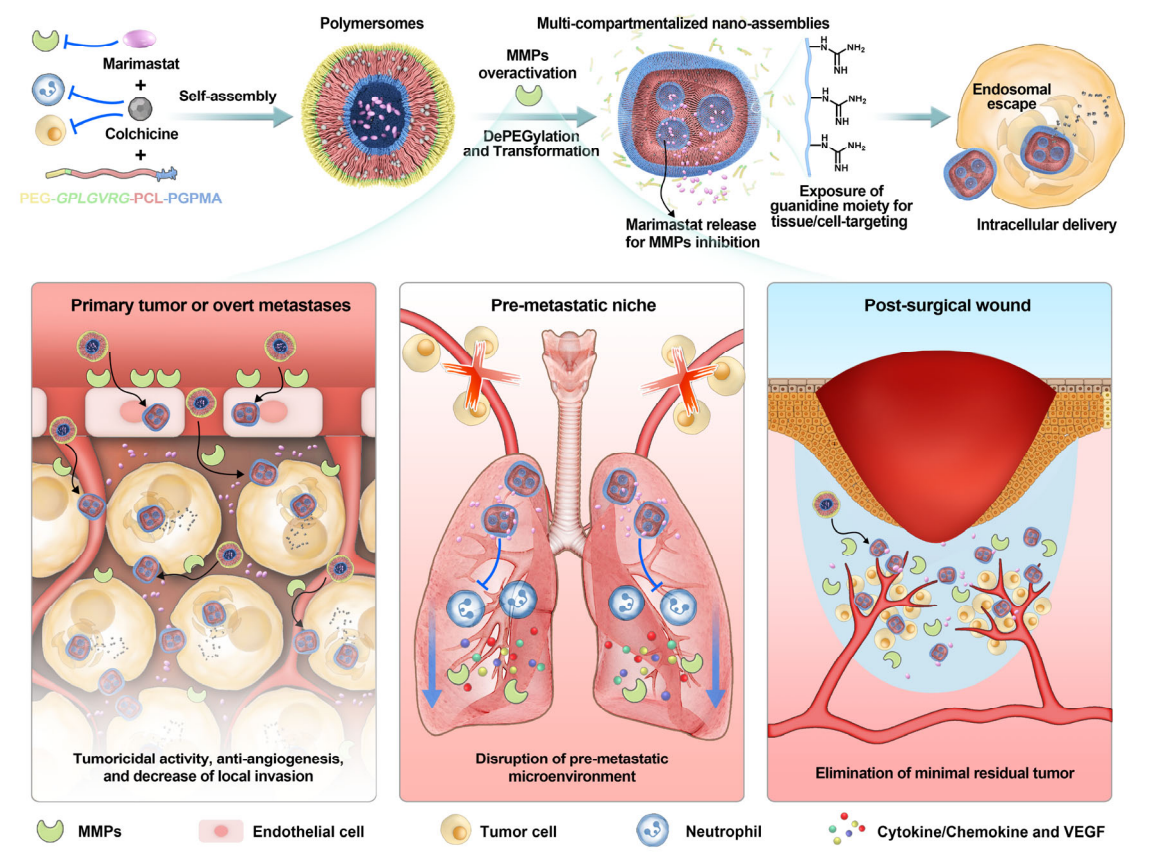 Polymersomes
Multi-compartmentalized nano-assemblies
Marimastat
+
Colchicine
+
PEG-GPLGVRG-PCL-PGPMA
Self-assembly
MMPs
overactivation
DePEGylation
and Transformation
Marimastat release
for MMPs inhibition
H
N
NH2
NH
H
N
NH2
NH
H
N
NH2
NH
Exposure of
guanidine moiety for
tissue/cell-targeting
Endosomal
escape
Intracellular delivery
Primary tumor or overt metastases
Tumoricidal activity, anti-angiogenesis,
and decrease of local invasion
Pre-metastatic niche
Disruption of pre-metastatic
microenvironment
Post-surgical wound
Elimination of minimal residual tumor
MMPs
Endothelial cell
Tumor cell
Neutrophil
Cytokine/Chemokine and VEGF